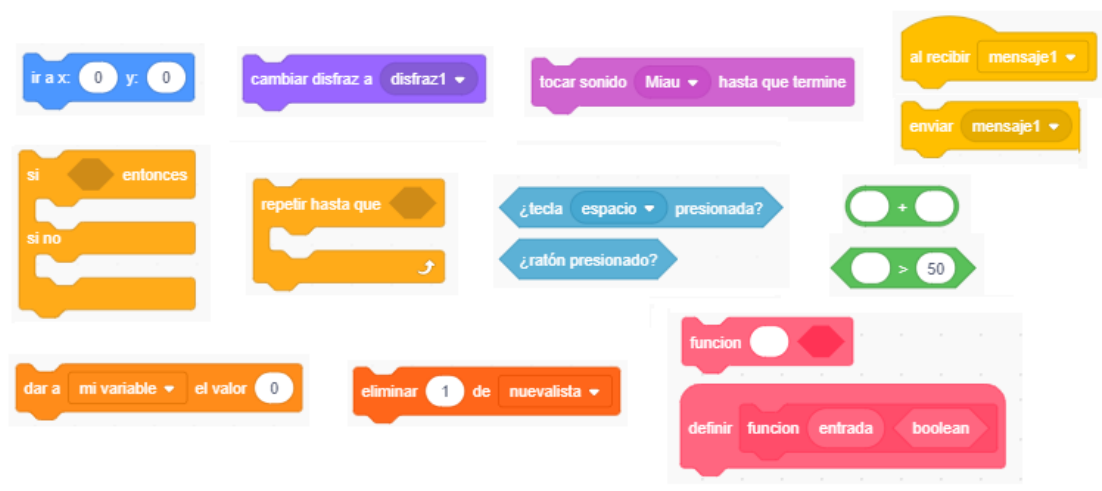 ir a x: 0 y: 0
cambiar disfraz a disfraz1
tocar sonido Miau hasta que termine
al recibir mensaje1
enviar mensaje1
si entonces
si no
repetir hasta que
¿tecla espacio presionada?
¿ratón presionado?
+
> 50
dar a mi variable el valor 0
eliminar 1 de nuevalista
funcion
definir funcion entrada boolean